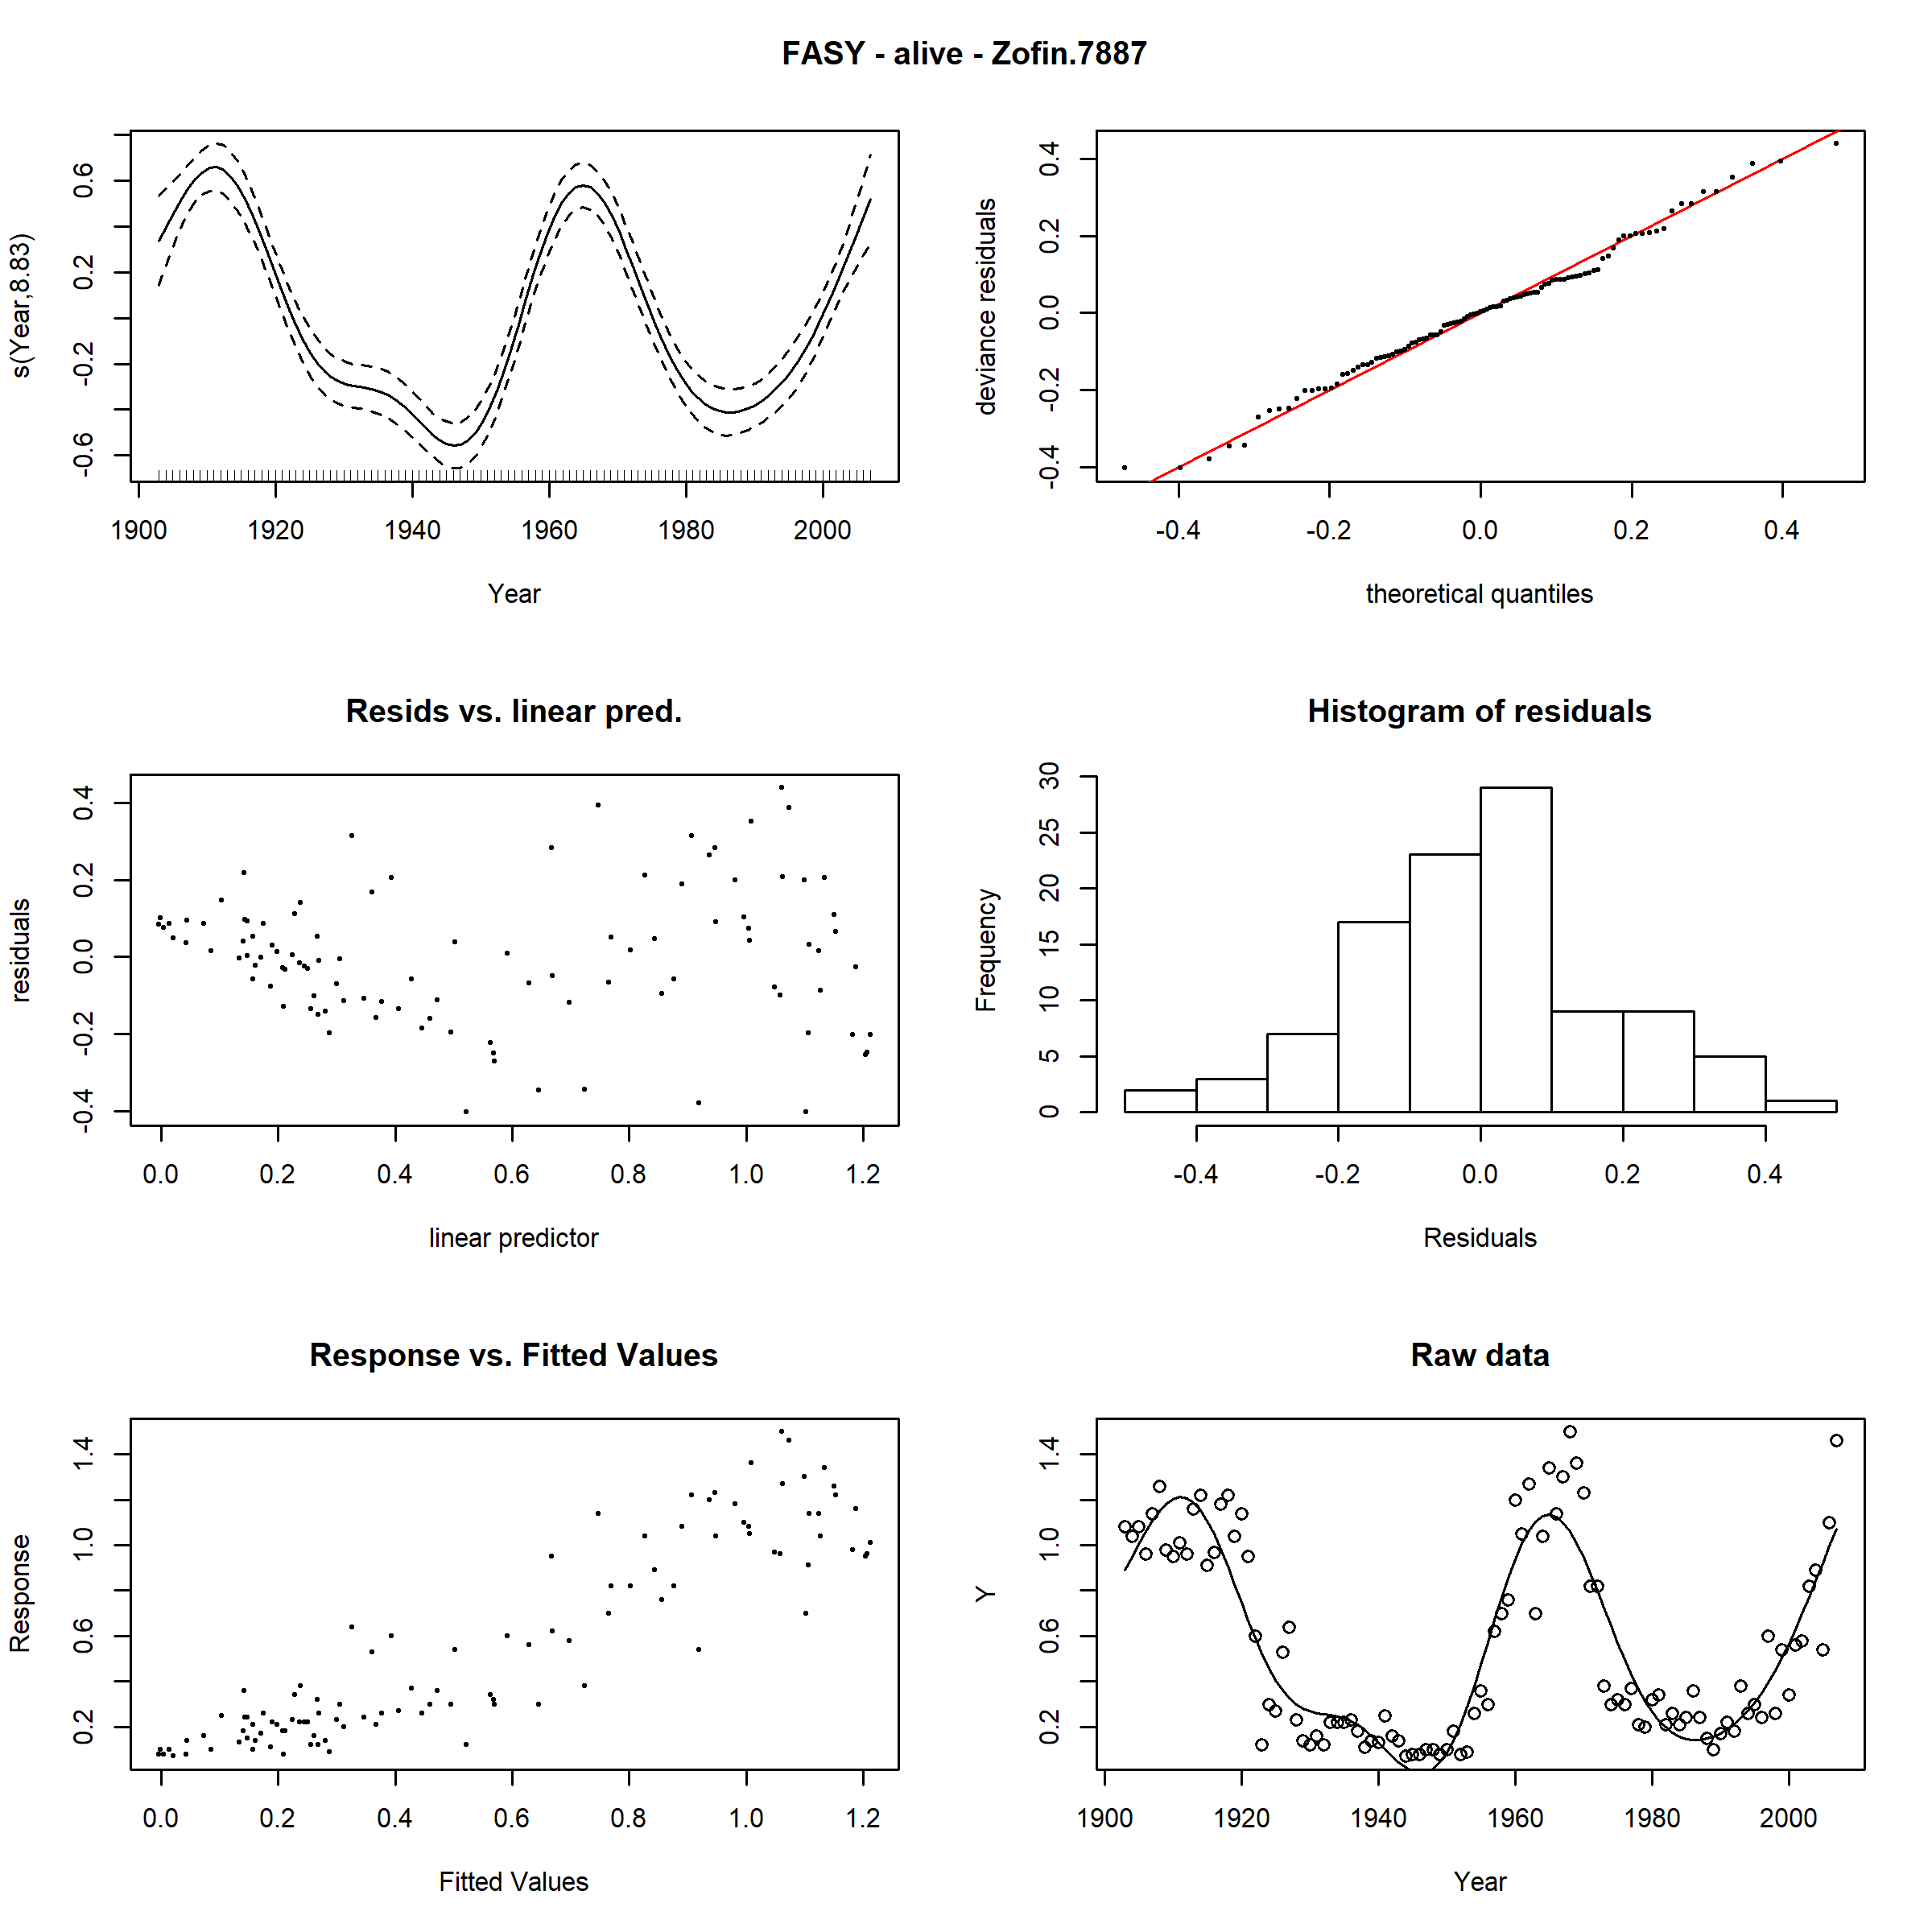 FASY - alive - Zofin.7887
s(Year,8.83)
0.6
0.2
-0.2
-0.6
1900 1920 1940 1960 1980 2000
Year
deviance residuals
0.4
0.2
0.0
-0.2
-0.4
-0.4 -0.2 0.0 0.2 0.4
theoretical quantiles
Resids vs. linear pred.
residuals
0.4
0.2
0.0
-0.2
-0.4
0.0 0.2 0.4 0.6 0.8 1.0 1.2
linear predictor
Histogram of residuals
Frequency
30
25
20
15
10
5
0
-0.4 -0.2 0.0 0.2 0.4
Residuals
Response vs. Fitted Values
Response
1.4
1.0
0.6
0.2
0.0 0.2 0.4 0.6 0.8 1.0 1.2
Fitted Values
Raw data
Y
1.4
1.0
0.6
0.2
1900 1920 1940 1960 1980 2000
Year